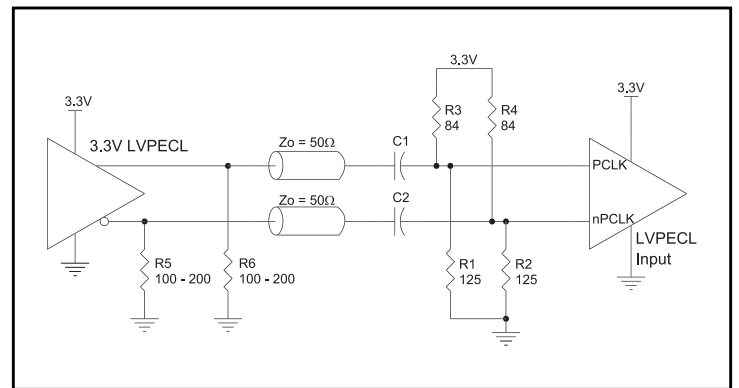 3.3V
3.3V LVPECL
R5
100 - 200
R6
100 - 200
Zo = 50Ω
Zo = 50Ω
C1
C2
3.3V
R3
84
R4
84
R1
125
R2
125
3.3V
PCLK
nPCLK
LVPECL
Input